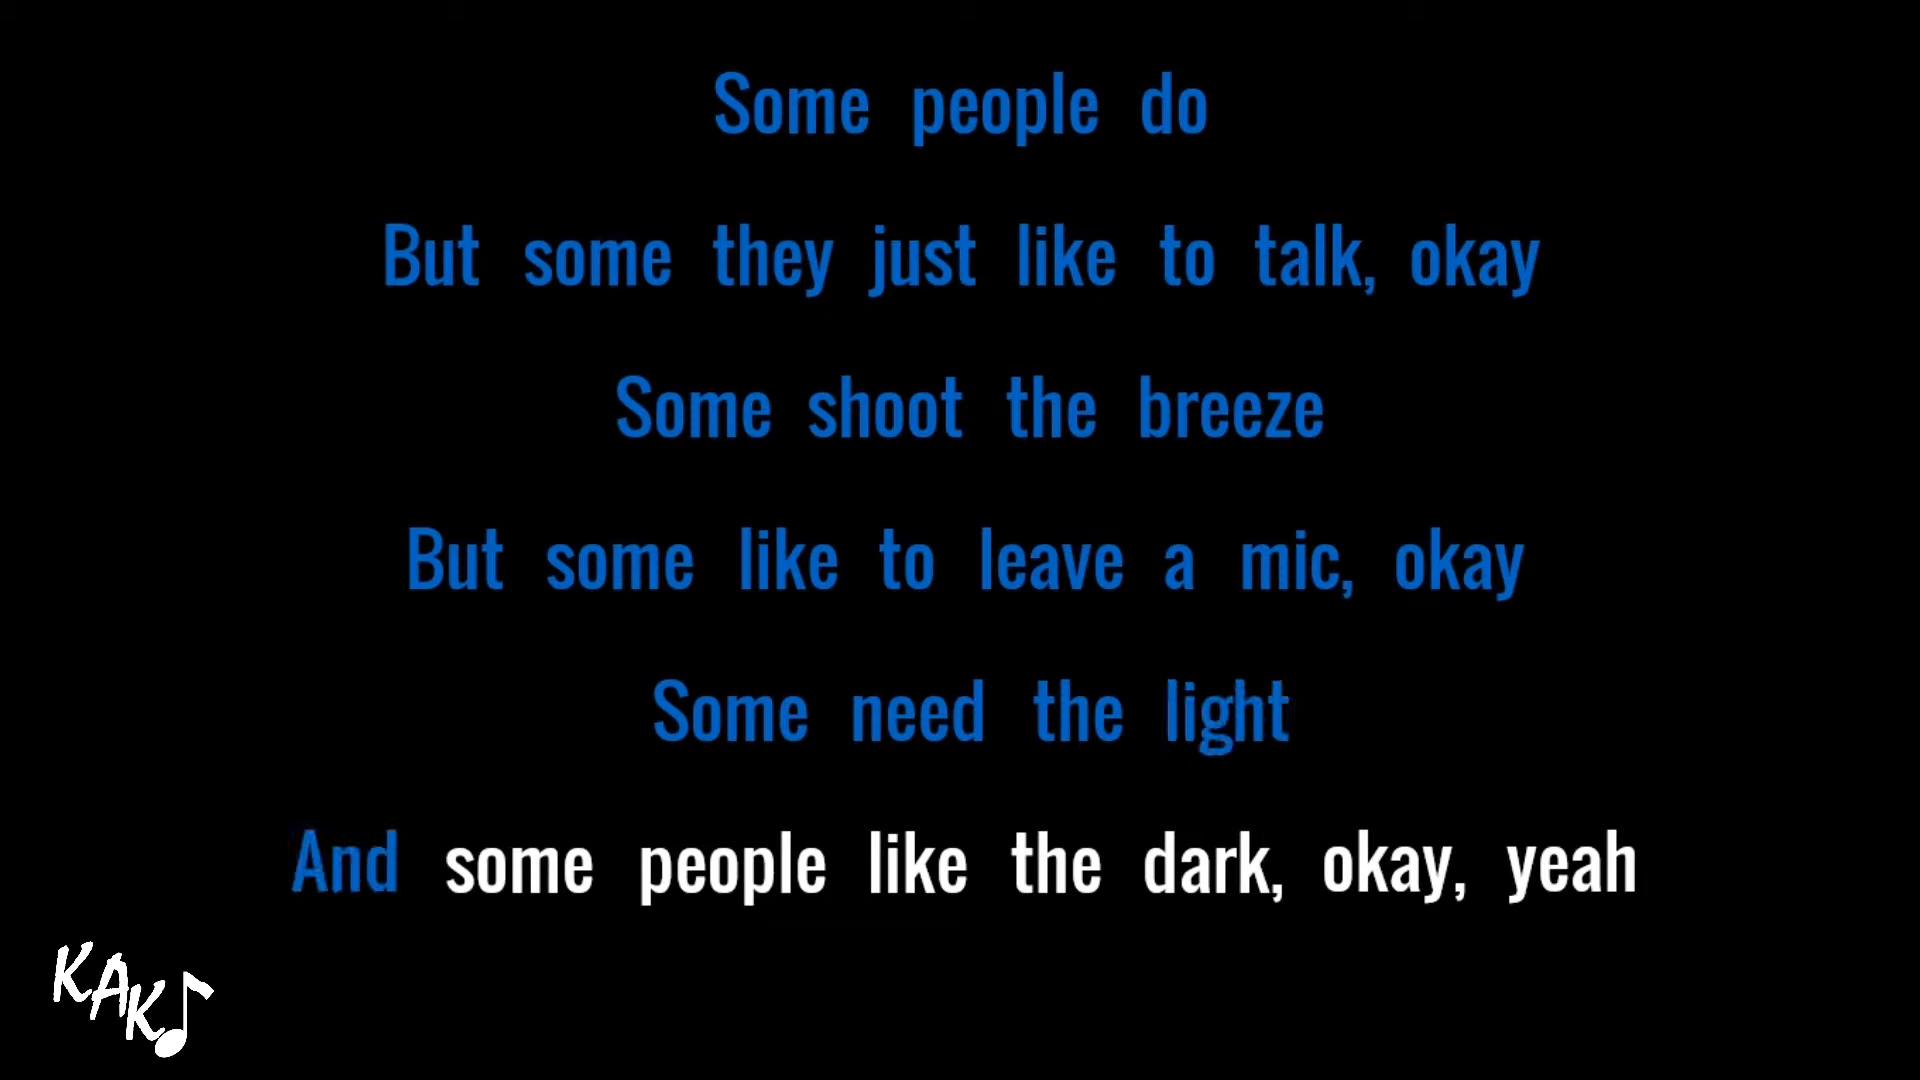 Some people do
But some they just like to talk, okay
Some shoot the breeze
But some like to leave a mic, okay
Some need the light
And some people like the dark, okay, yeah
KAK